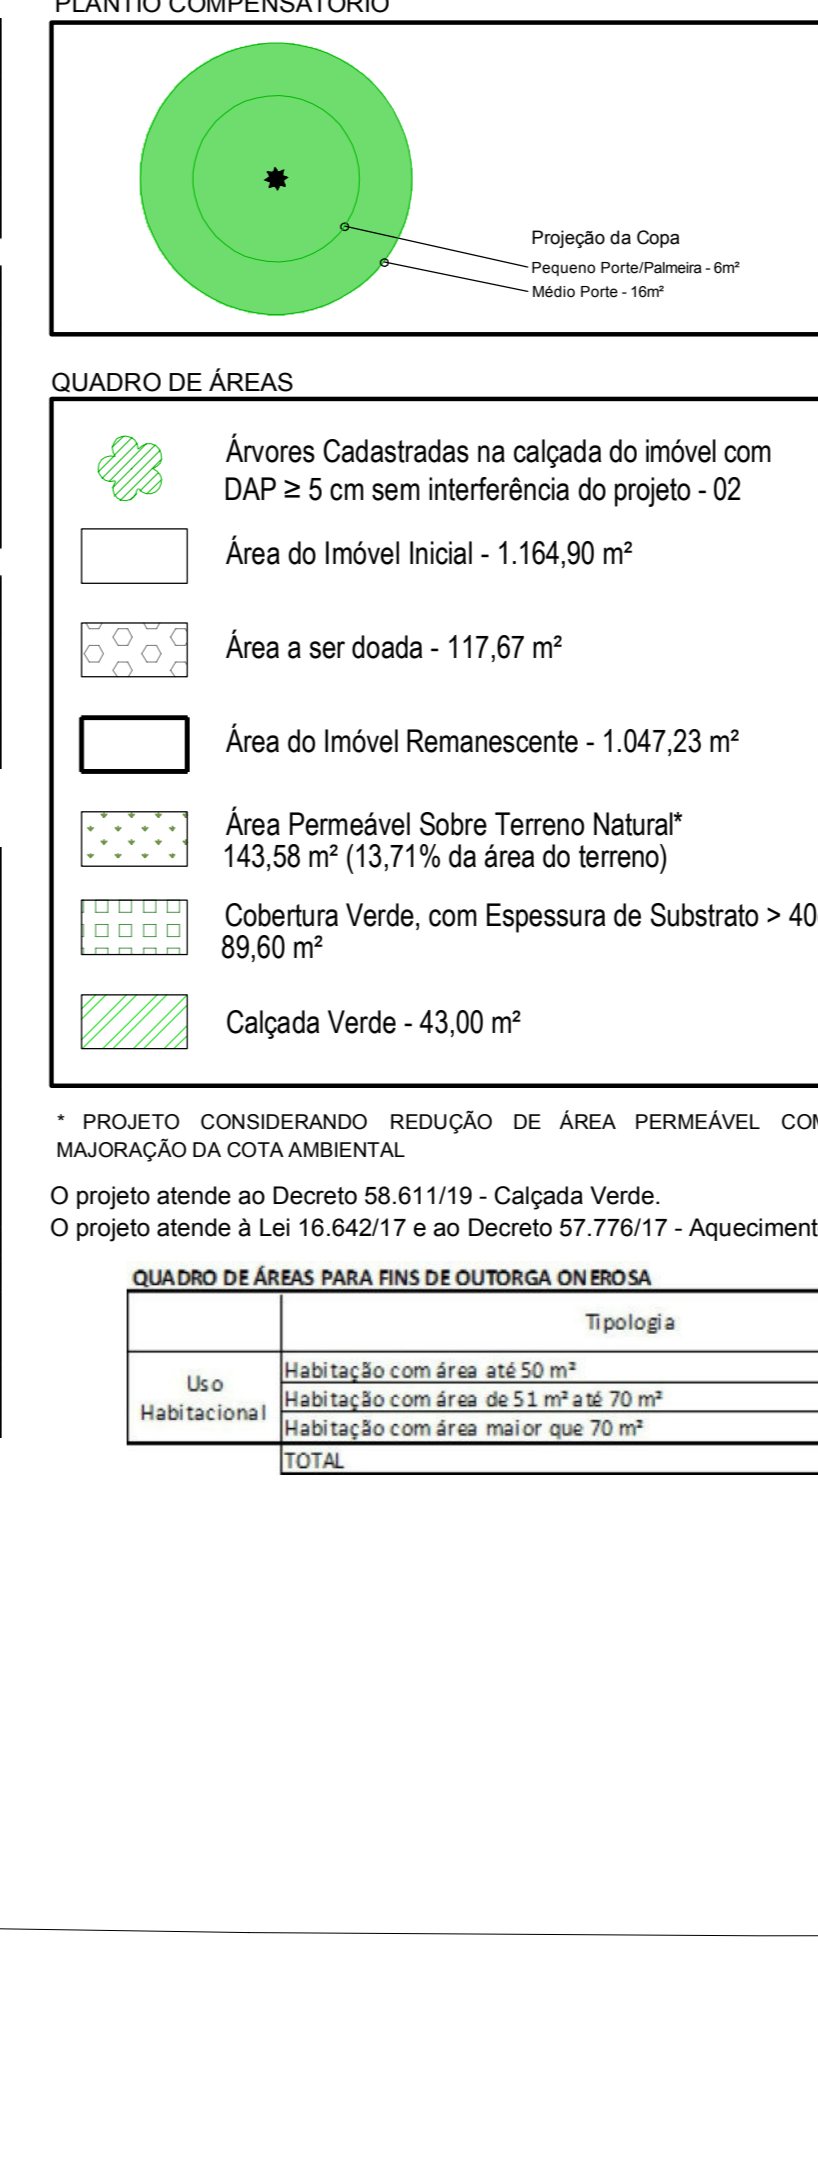 PLANTIO COMPENSATÓRIO
Projeção da Copa
Pequeno Porte/Palmeira - 6m²
Médio Porte - 16m²
QUADRO DE ÁREAS
Árvores Cadastradas na calçada do imóvel com
DAP ≥ 5 cm sem interferência do projeto - 02
Área do Imóvel Inicial - 1.164,90 m²
Área a ser doada - 117,67 m²
Área do Imóvel Remanescente - 1.047,23 m²
Área Permeável Sobre Terreno Natural*
143,58 m² (13,71% da área do terreno)
Cobertura Verde, com Espessura de Substrato > 40
89,60 m²
Calçada Verde - 43,00 m²
* PROJETO CONSIDERANDO REDUÇÃO DE ÁREA PERMEÁVEL COM
MAJORAÇÃO DA COTA AMBIENTAL
O projeto atende ao Decreto 58.611/19 - Calçada Verde.
O projeto atende à Lei 16.642/17 e ao Decreto 57.776/17 - Aqueciment
QUADRO DE ÁREAS PARA FINS DE OUTORGA ONEROSA
Tipologia
Uso
Habitacional
Habitação com área até 50 m²
Habitação com área de 51 m² até 70 m²
Habitação com área maior que 70 m²
TOTAL